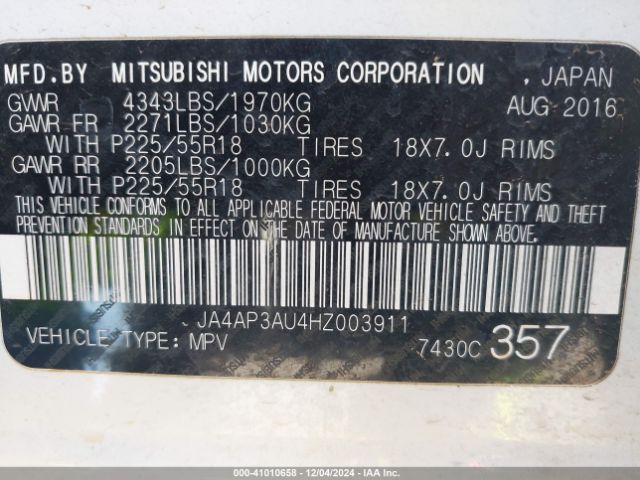 MFD.BY MITSUBISHI MOTORS CORPORATION , JAPAN
GVWR 4343LBS/1970KG AUG 2016
GAWR FR 2271LBS/1030KG
WITH P225/55R18 TIRES 18X7.0J RIMS
GAWR RR 2205LBS/1000KG
WITH P225/55R18 TIRES 18X7.0J RIMS
THIS VEHICLE CONFORMS TO ALL APPLICABLE FEDERAL MOTOR VEHICLE SAFETY AND THEFT
PREVENTION STANDARDS IN EFFECT ON THE DATE OF MANUFACTURE SHOWN ABOVE.
JA4AP3AU4HZ003911
VEHICLE TYPE: MPV 7430C 357
000-41010658 - 12/04/2024 - IAAI.COM